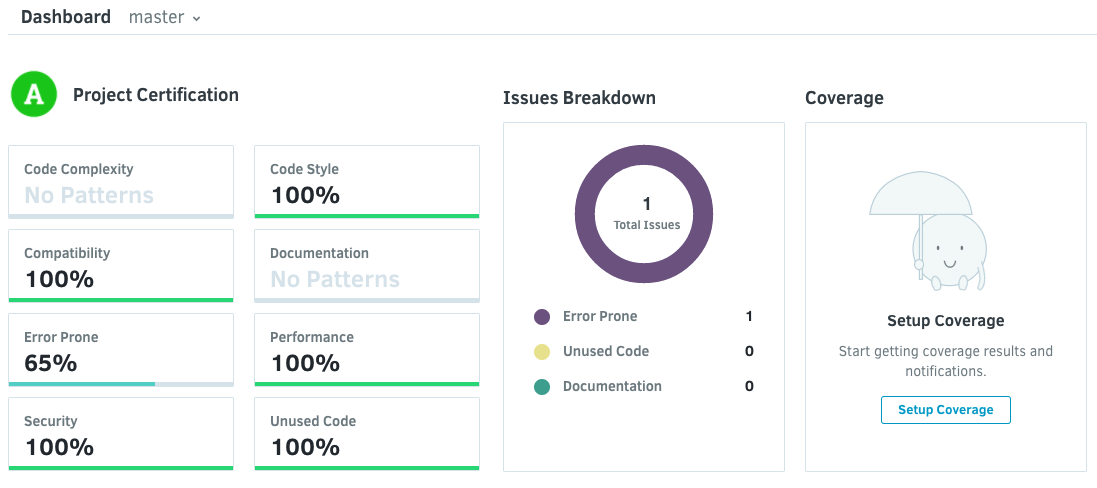 Dashboard master
A Project Certification
Code Complexity
No Patterns
Code Style
100%
Compatibility
100%
Documentation
No Patterns
Error Prone
65%
Performance
100%
Security
100%
Unused Code
100%
Issues Breakdown
1
Total Issues
Error Prone 1
Unused Code 0
Documentation 0
Coverage
Setup Coverage
Start getting coverage results and
notifications.
Setup Coverage